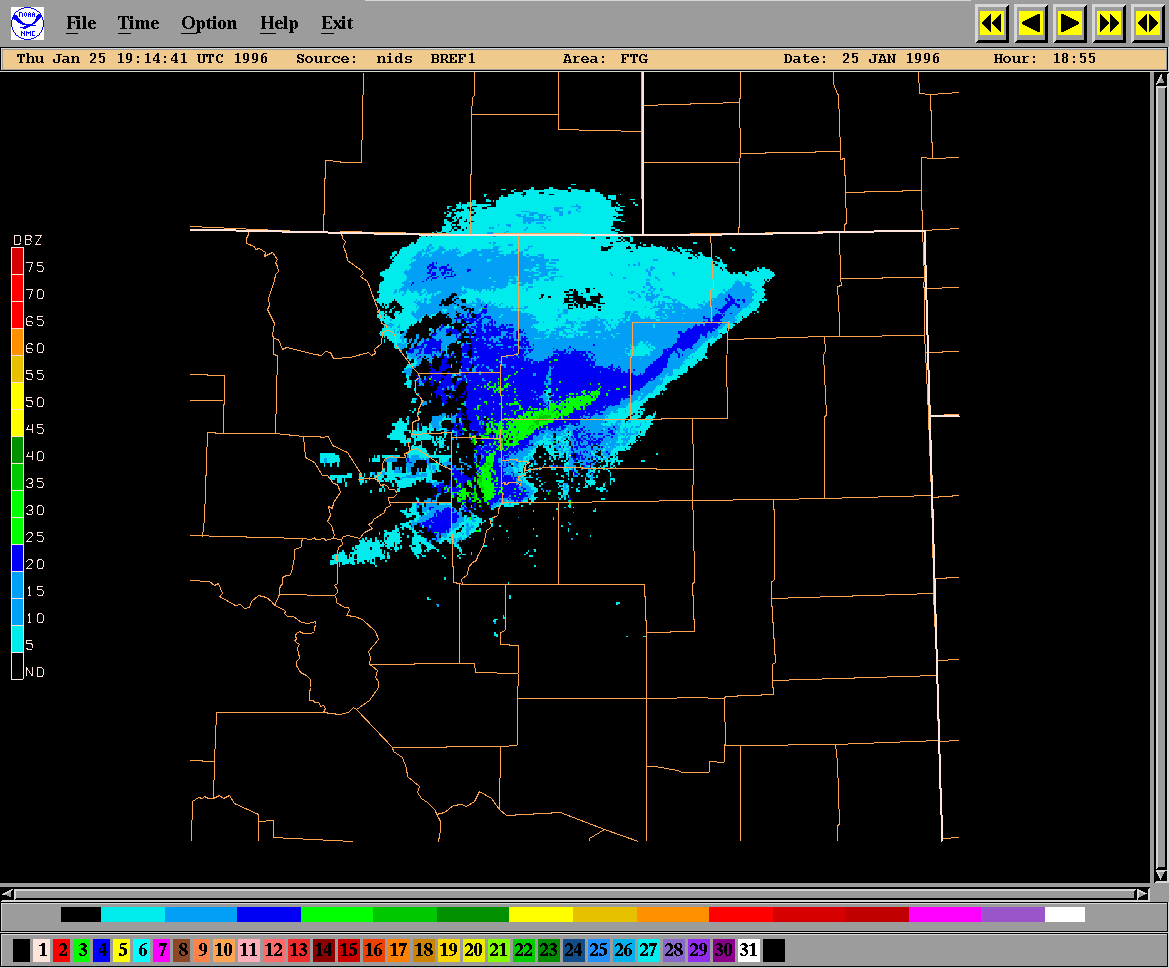 NOAA
NMC
File Time Option Help Exit
Thu Jan 25 19:14:41 UTC 1996 Source: nids BREF1 Area: FTG Date: 25 JAN 1996 Hour: 18:55
DBZ
75
70
65
60
55
50
45
40
35
30
25
20
15
10
5
ND
1 2 3 4 5 6 7 8 9 10 11 12 13 14 15 16 17 18 19 20 21 22 23 24 25 26 27 28 29 30 31